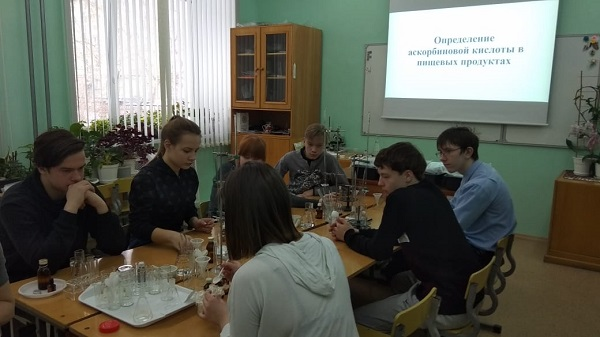 Определение
аскорбиновой кислоты в
пищевых продуктах